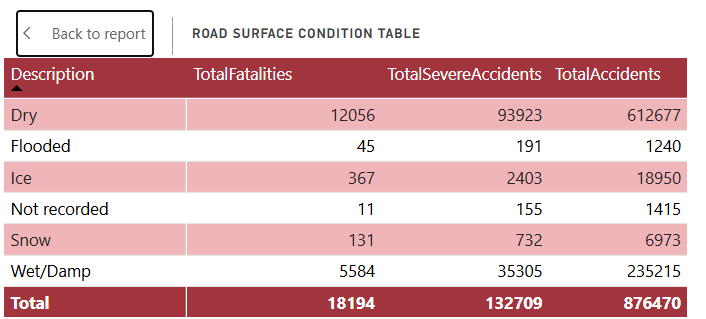 Back to report
ROAD SURFACE CONDITION TABLE
Description TotalFatalities TotalSevereAccidents TotalAccidents
Dry 12056 93923 612677
Flooded 45 191 1240
Ice 367 2403 18950
Not recorded 11 155 1415
Snow 131 732 6973
Wet/Damp 5584 35305 235215
Total 18194 132709 876470